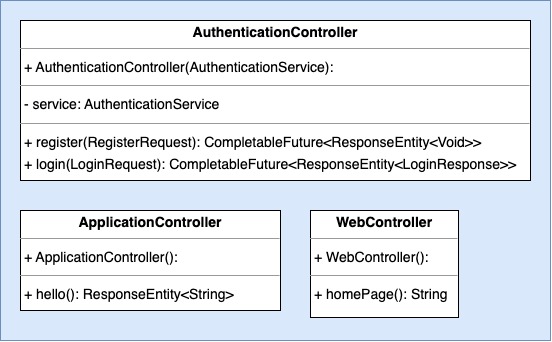 AuthenticationController
+ AuthenticationController(AuthenticationService):
- service: AuthenticationService
+ register(RegisterRequest): CompletableFuture<ResponseEntity<Void>>
+ login(LoginRequest): CompletableFuture<ResponseEntity<LoginResponse>>
ApplicationController
+ ApplicationController():
+ hello(): ResponseEntity<String>
WebController
+ WebController():
+ homePage(): String